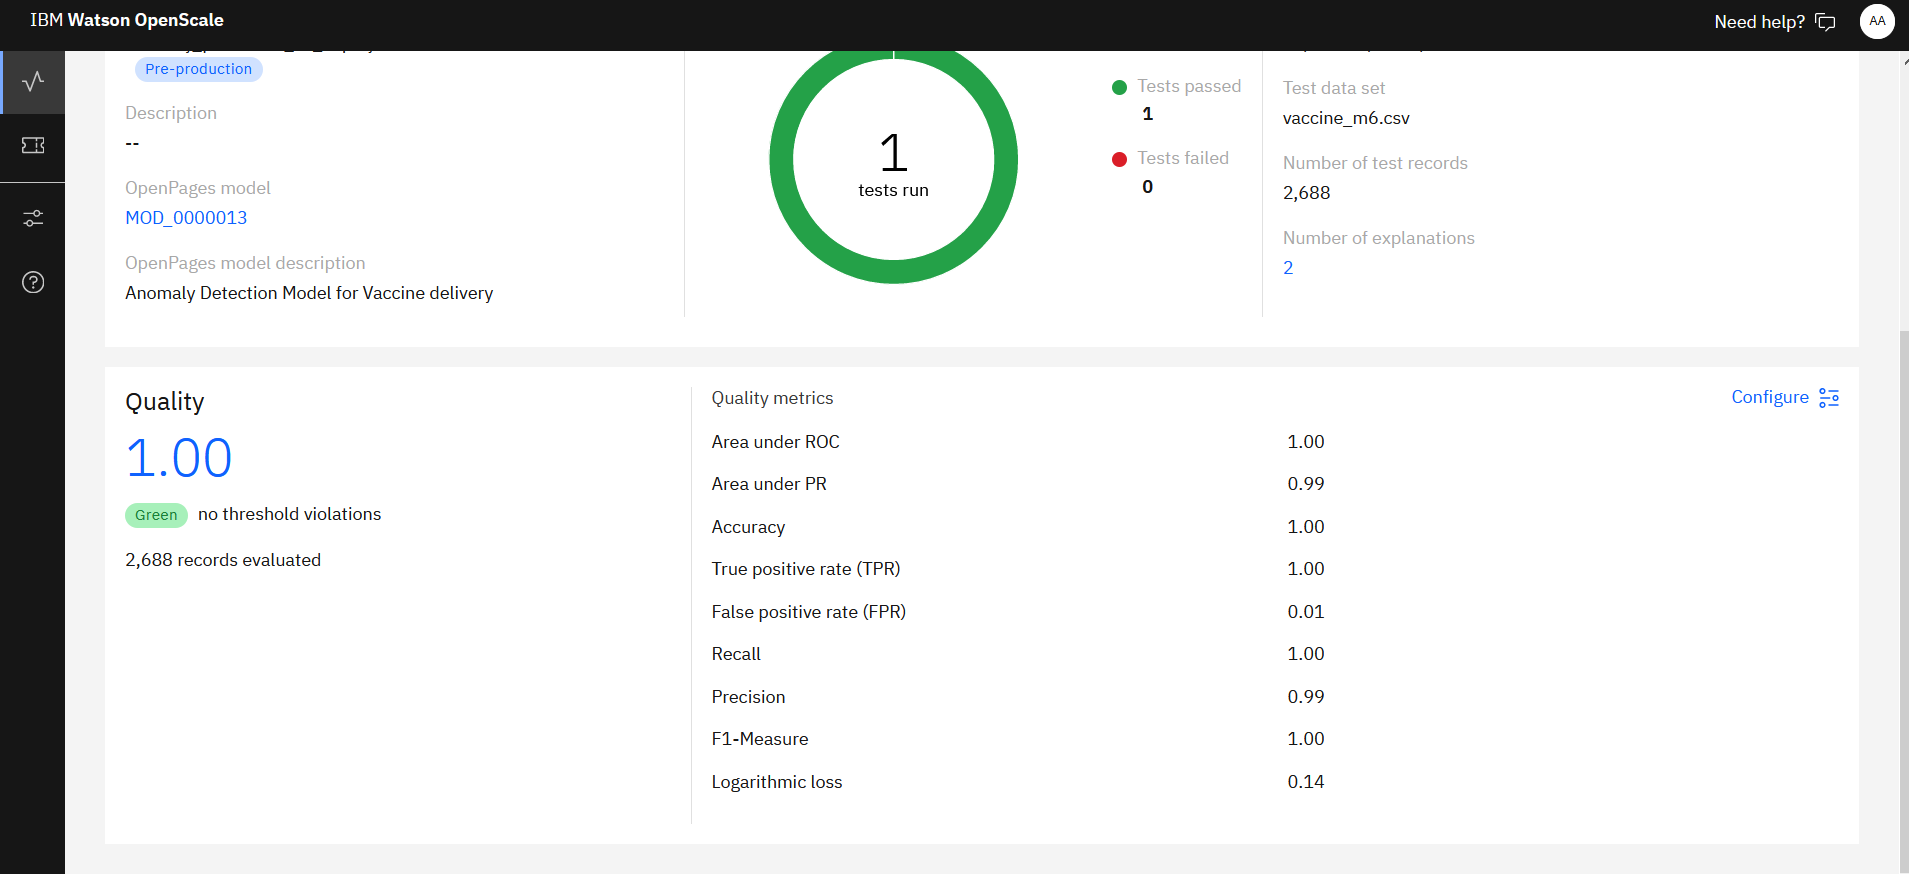 IBM Watson OpenScale
Need help?
AA
Pre-production
Description
--
OpenPages model
MOD_0000013
OpenPages model description
Anomaly Detection Model for Vaccine delivery
1
tests run
Tests passed
1
Tests failed
0
Test data set
vaccine_m6.csv
Number of test records
2,688
Number of explanations
2
Quality
1.00
Green no threshold violations
2,688 records evaluated
Quality metrics
Configure
Area under ROC 1.00
Area under PR 0.99
Accuracy 1.00
True positive rate (TPR) 1.00
False positive rate (FPR) 0.01
Recall 1.00
Precision 0.99
F1-Measure 1.00
Logarithmic loss 0.14